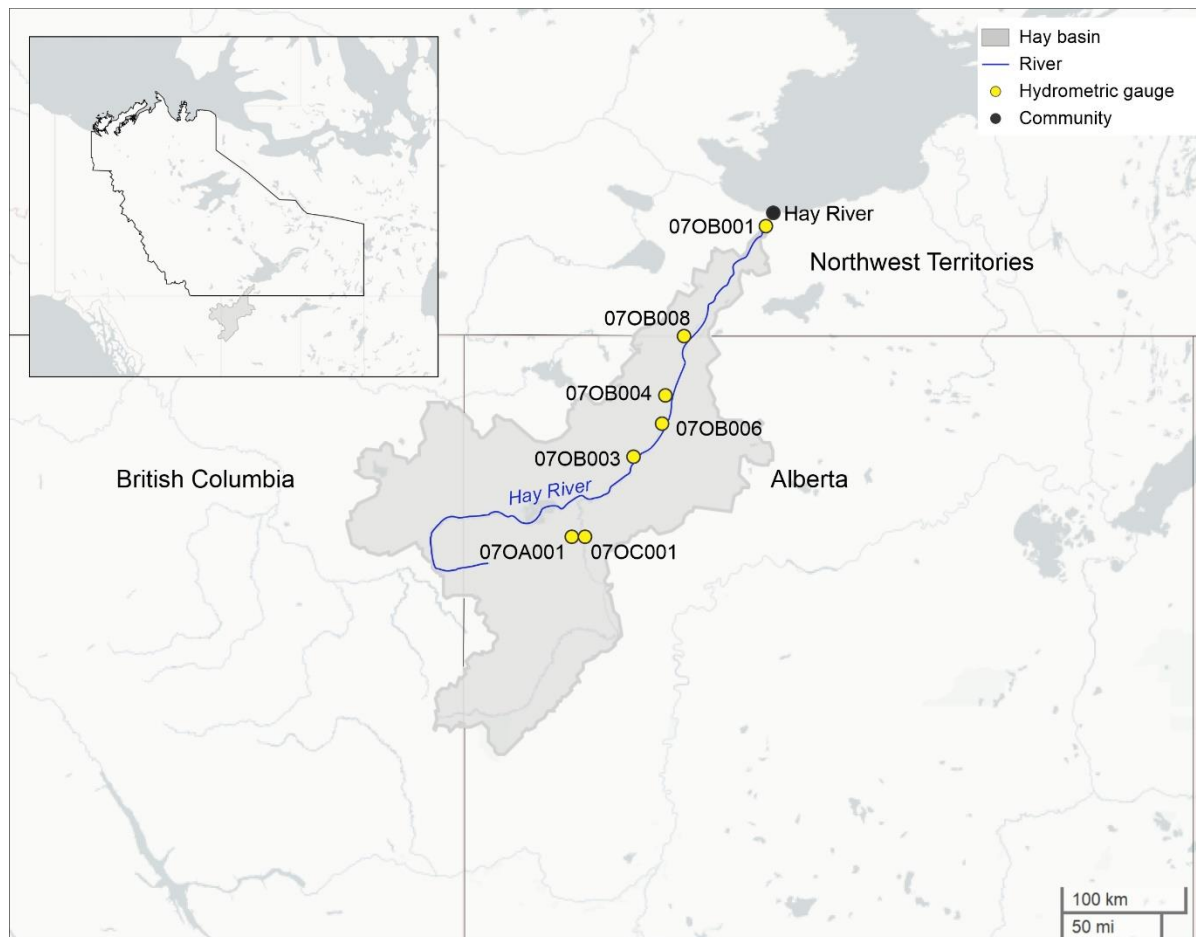 Hay basin
River
Hydrometric gauge
Community
Hay River
07OB001
Northwest Territories
07OB008
07OB004
07OB006
07OB003
British Columbia
Alberta
Hay River
07OA001
07OC001
100 km
50 mi